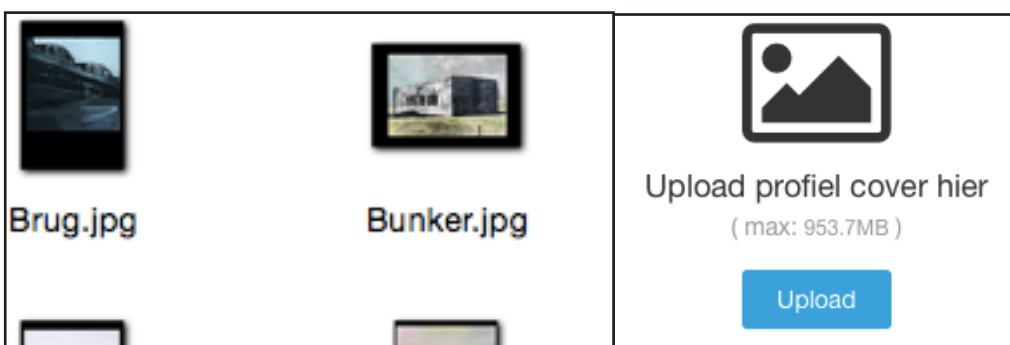 Brug.jpg
Bunker.jpg
Upload profiel cover hier
( max: 953.7MB )
Upload